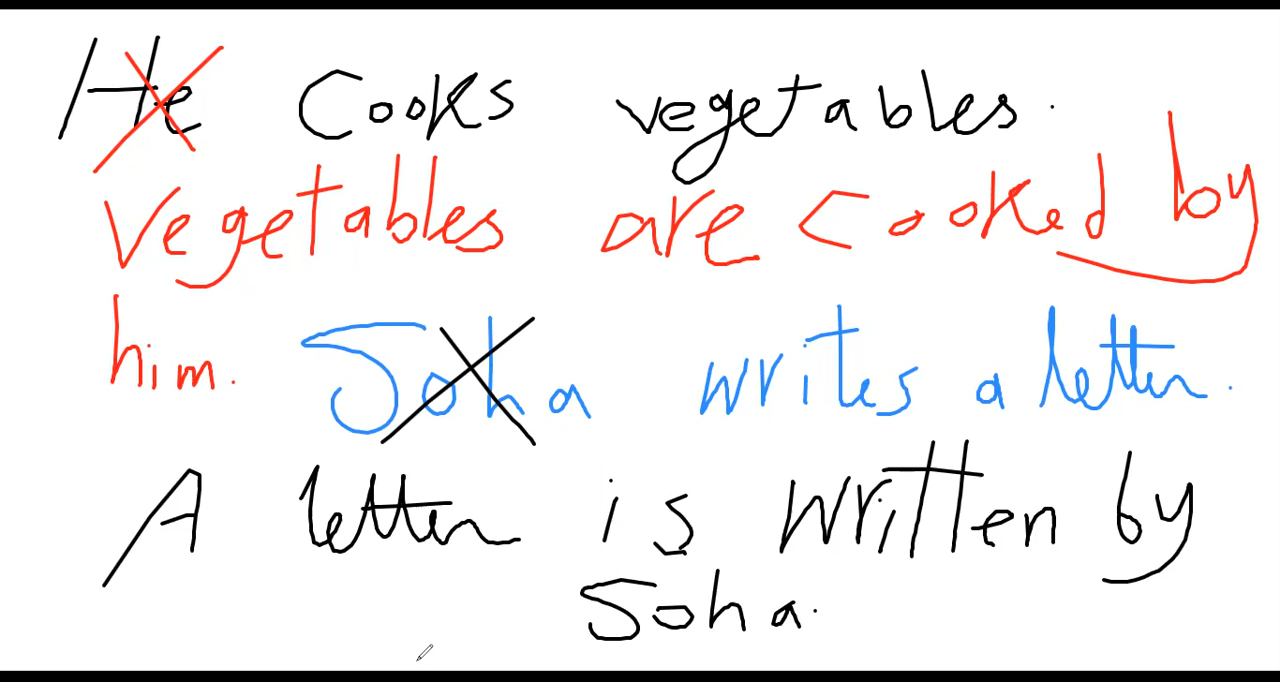 He Cooks vegetables.
Vegetables are cooked by
him. Soha writes a letter.
A letter is written by
Soha.